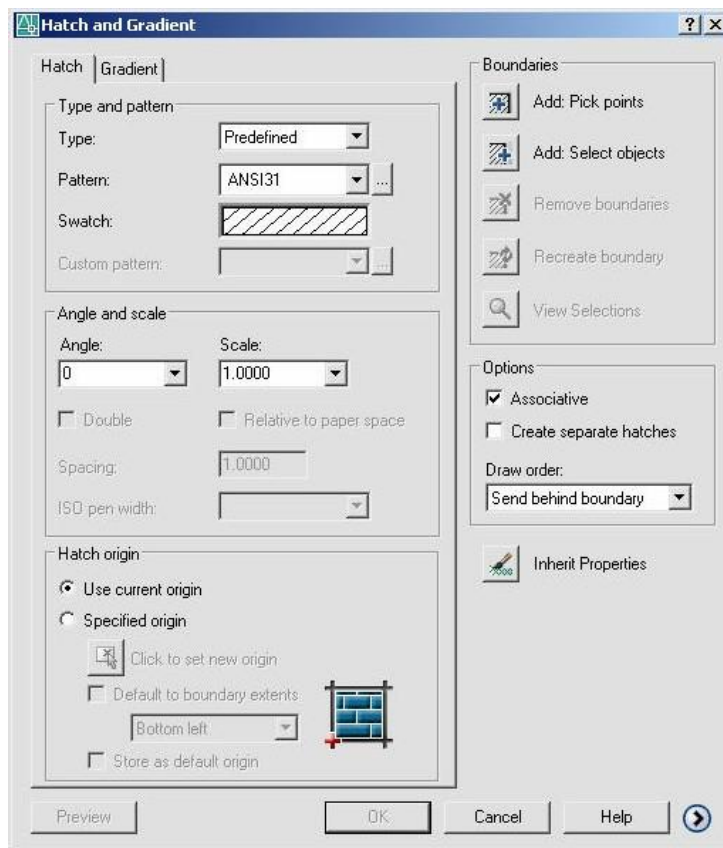 Hatch and Gradient
Hatch Gradient
Type and pattern
Type: Predefined
Pattern: ANSI31 ...
Swatch:
Custom pattern: ...
Angle and scale
Angle: Scale:
0 1.0000
Double Relative to paper space
Spacing: 1.0000
ISO pen width:
Hatch origin
Use current origin
Specified origin
Click to set new origin
Default to boundary extents
Bottom left
Store as default origin
Boundaries
Add: Pick points
Add: Select objects
Remove boundaries
Recreate boundary
View Selections
Options
Associative
Create separate hatches
Draw order:
Send behind boundary
Inherit Properties
Preview OK Cancel Help